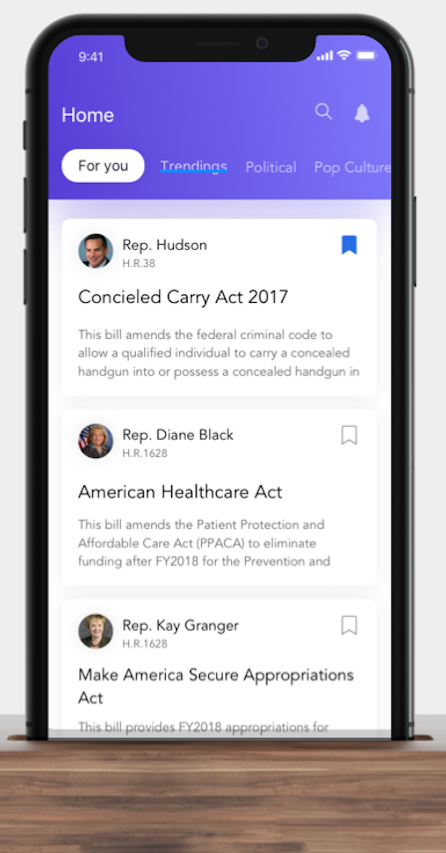 9:41
Home
For you Trendings Political Pop Culture
Rep. Hudson
H.R.38
Concieled Carry Act 2017
This bill amends the federal criminal code to
allow a qualified individual to carry a concealed
handgun into or possess a concealed handgun in
Rep. Diane Black
H.R.1628
American Healthcare Act
This bill amends the Patient Protection and
Affordable Care Act (PPACA) to eliminate
funding after FY2018 for the Prevention and
Rep. Kay Granger
H.R.1628
Make America Secure Appropriations
Act
This bill provides FY2018 appropriations for